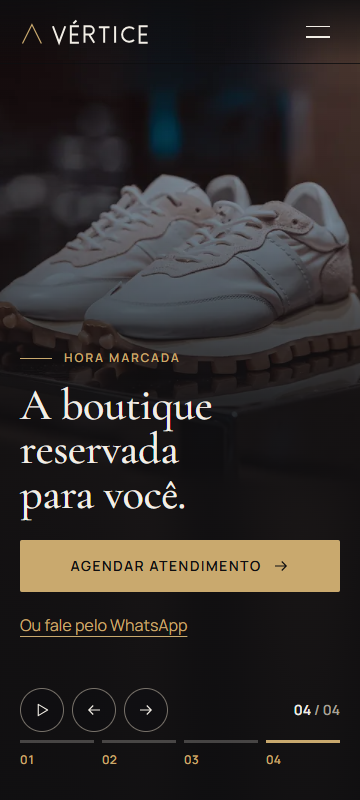 VÉRTICE
HORA MARCADA
A boutique
reservada
para você.
AGENDAR ATENDIMENTO →
Ou fale pelo WhatsApp
04 / 04
01 02 03 04